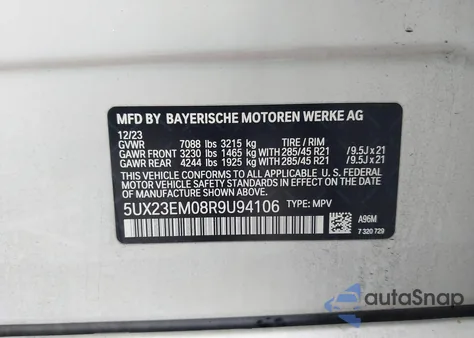 MFD BY BAYERISCHE MOTOREN WERKE AG
12/23
GVWR 7088 lbs 3215 kg TIRE / RIM
GAWR FRONT 3230 lbs 1465 kg WITH 285/45 R21 / 9.5J x 21
GAWR REAR 4244 lbs 1925 kg WITH 285/45 R21 / 9.5J x 21
THIS VEHICLE CONFORMS TO ALL APPLICABLE U.S. FEDERAL
MOTOR VEHICLE SAFETY STANDARDS IN EFFECT ON THE
DATE OF MANUFACTURE SHOWN ABOVE.
5UX23EM08R9U94106 TYPE: MPV
A96M
7 320 729
autaSnap